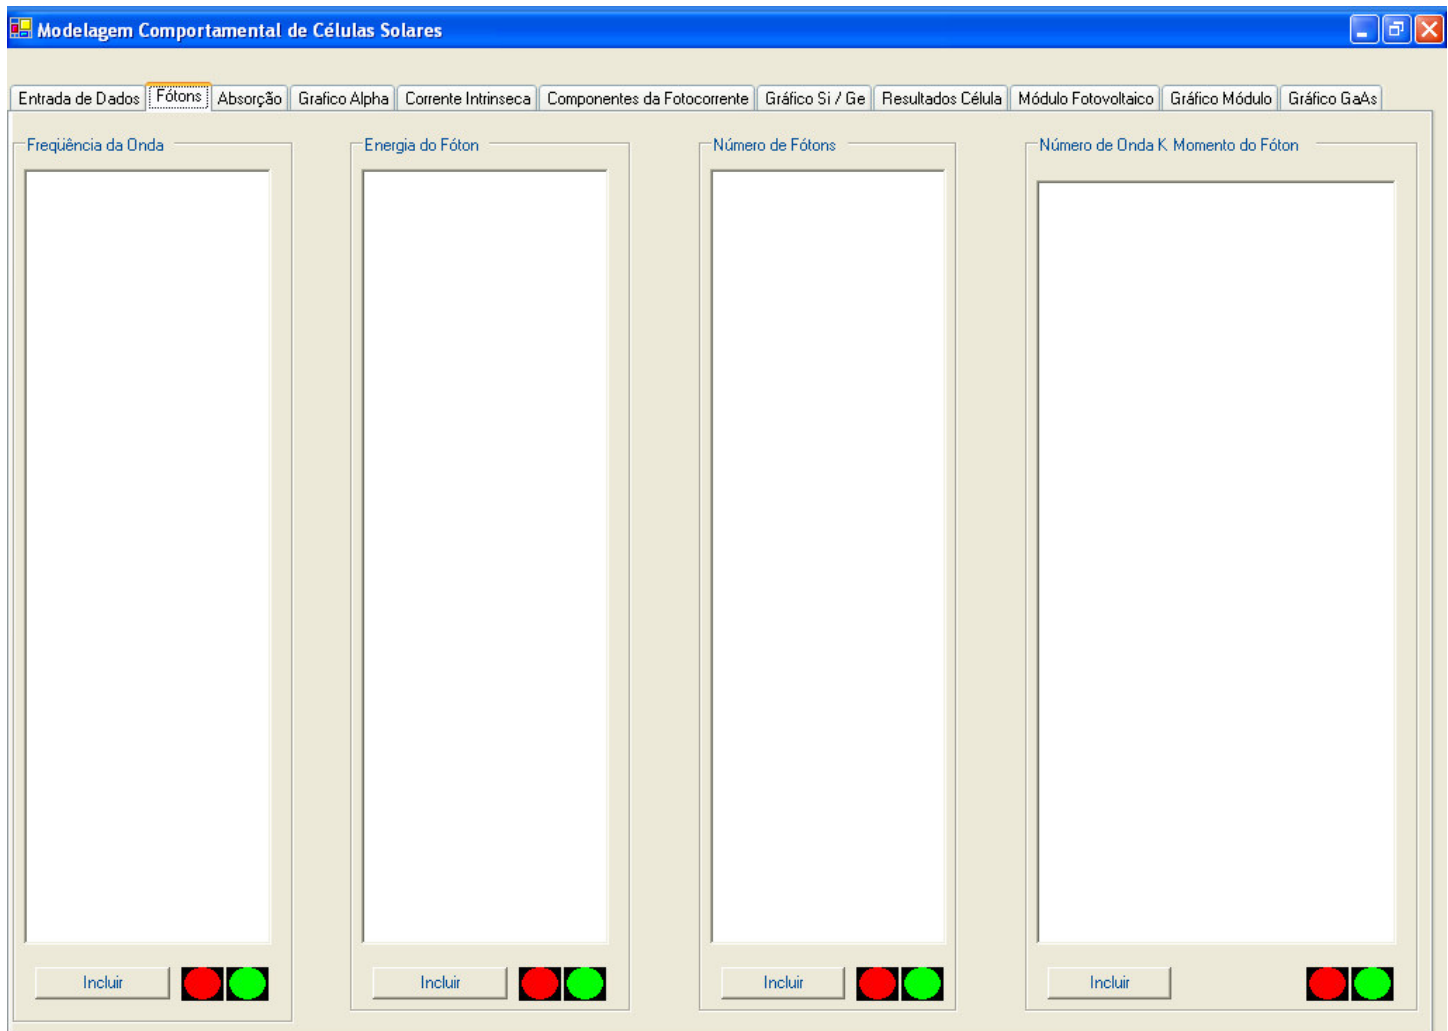 Modelagem Comportamental de Células Solares
Entrada de Dados Fótons Absorção Grafico Alpha Corrente Intrinseca Componentes da Fotocorrente Gráfico Si / Ge Resultados Célula Módulo Fotovoltaico Gráfico Módulo Gráfico GaAs
Freqüência da Onda Energia do Fóton Número de Fótons Número de Onda K Momento do Fóton
Incluir Incluir Incluir Incluir